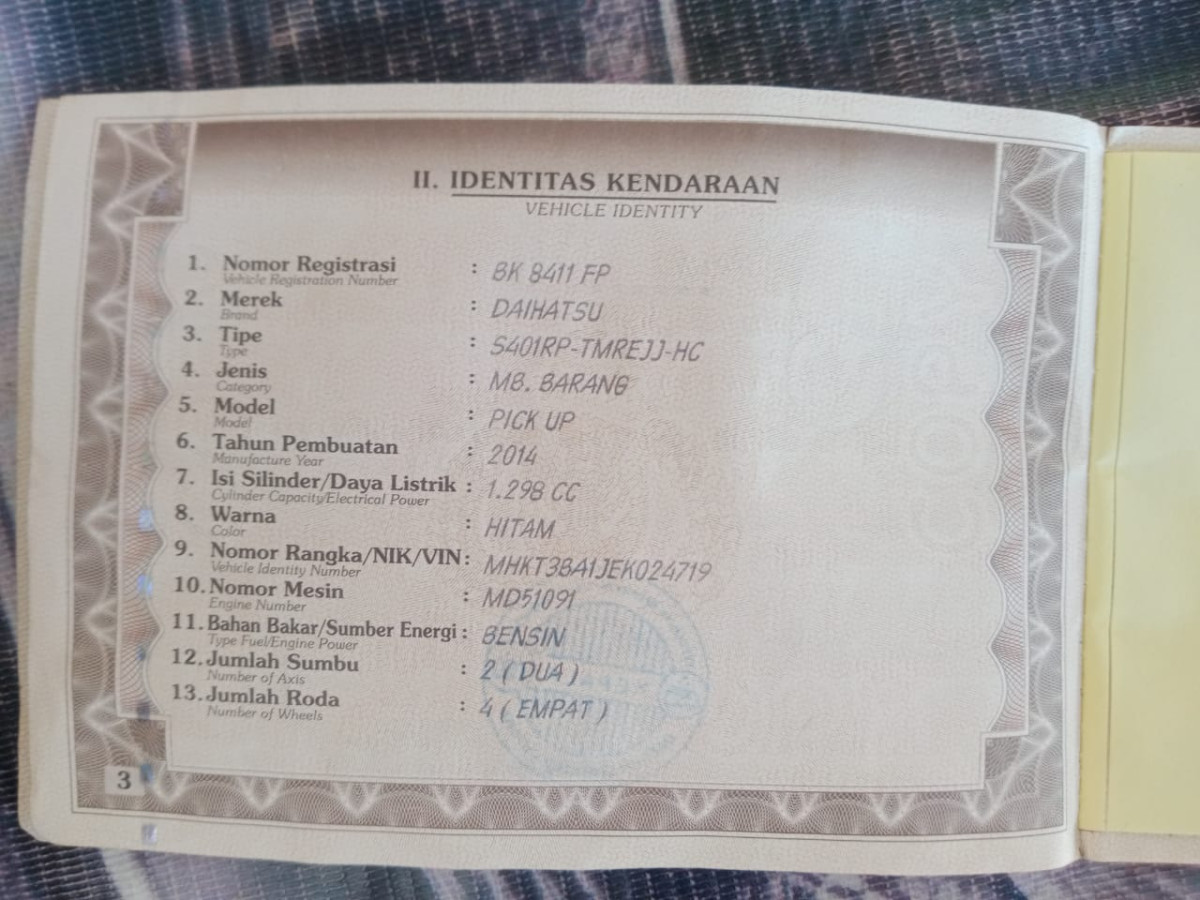 II. IDENTITAS KENDARAAN
VEHICLE IDENTITY
1. Nomor Registrasi : BK 8411 FP
Vehicle Registration Number
2. Merek : DAIHATSU
Brand
3. Tipe : S401RP-TMREJJ-HC
Type
4. Jenis : MB. BARANG
Category
5. Model : PICK UP
Model
6. Tahun Pembuatan : 2014
Manufacture Year
7. Isi Silinder/Daya Listrik : 1.298 CC
Cylinder Capacity/Electrical Power
8. Warna : HITAM
Color
9. Nomor Rangka/NIK/VIN: MHKT3BA1JEK024719
Vehicle Identity Number
10. Nomor Mesin : MD51091
Engine Number
11. Bahan Bakar/Sumber Energi : BENSIN
Type Fuel/Engine Power
12. Jumlah Sumbu : 2 ( DUA )
Number of Axis
13. Jumlah Roda : 4 ( EMPAT )
Number of Wheels
3